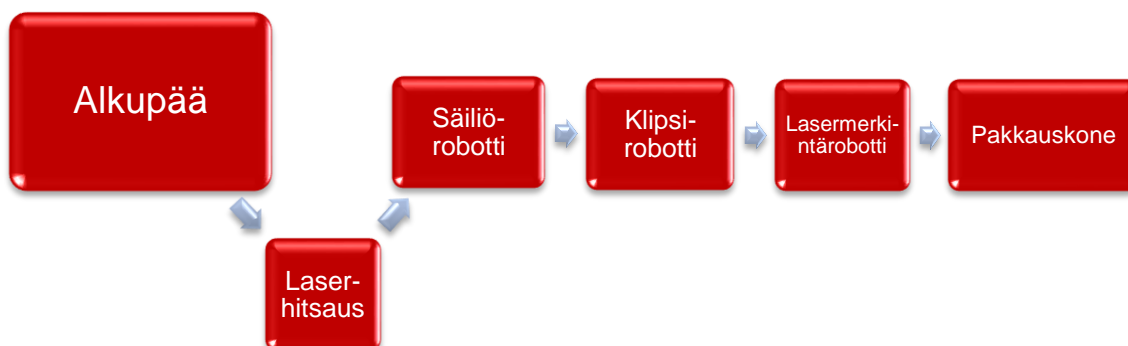 Alkupää
Laser-
hitsaus
Säiliö-
robotti
Klipsi-
robotti
Lasermerki-
ntärobotti
Pakkauskone